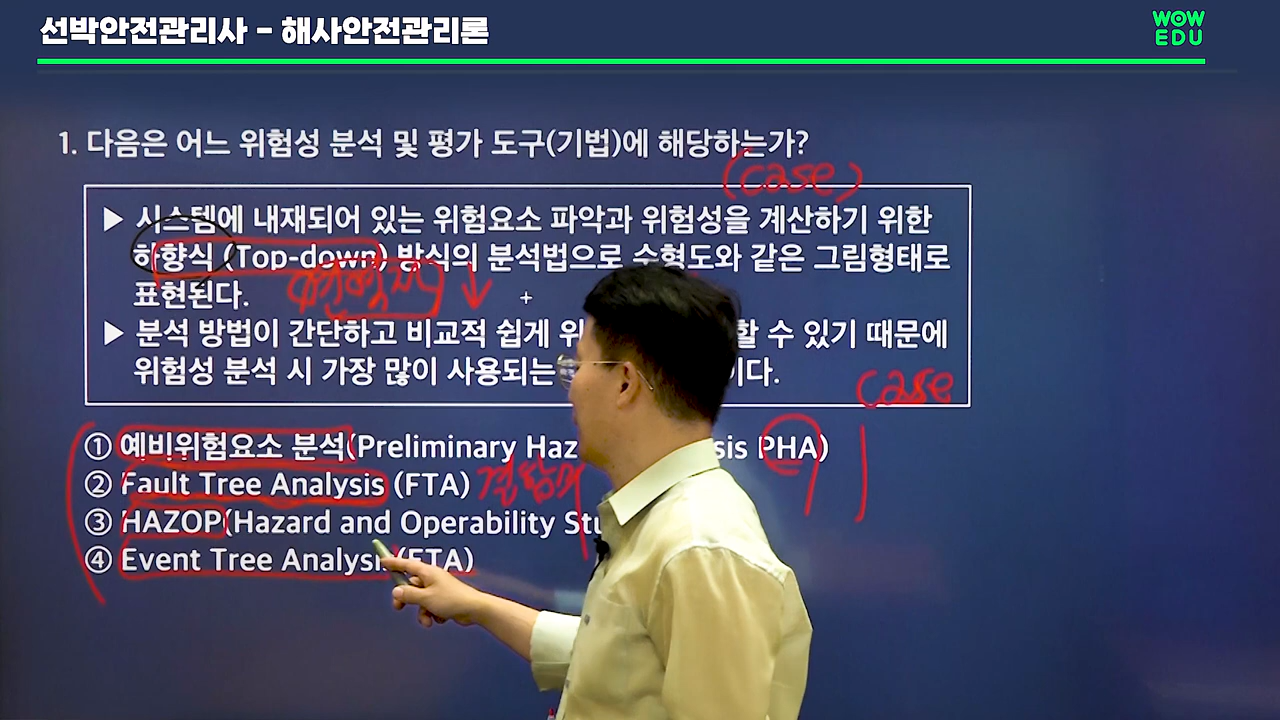 선박안전관리사 - 해사안전관리론
WOW
EDU
1. 다음은 어느 위험성 분석 및 평가 도구(기법)에 해당하는가?
(case)
▶ 시스템에 내재되어 있는 위험요소 파악과 위험성을 계산하기 위한
하향식 (Top-down) 방식의 분석법으로 수형도와 같은 그림형태로
표현된다.
▶ 분석 방법이 간단하고 비교적 쉽게 위 할 수 있기 때문에
위험성 분석 시 가장 많이 사용되는 이다.
case
① 예비위험요소 분석(Preliminary Haz sis PHA)
② Fault Tree Analysis (FTA) 결함
③ HAZOP(Hazard and Operability Stu
④ Event Tree Analysis (ETA)